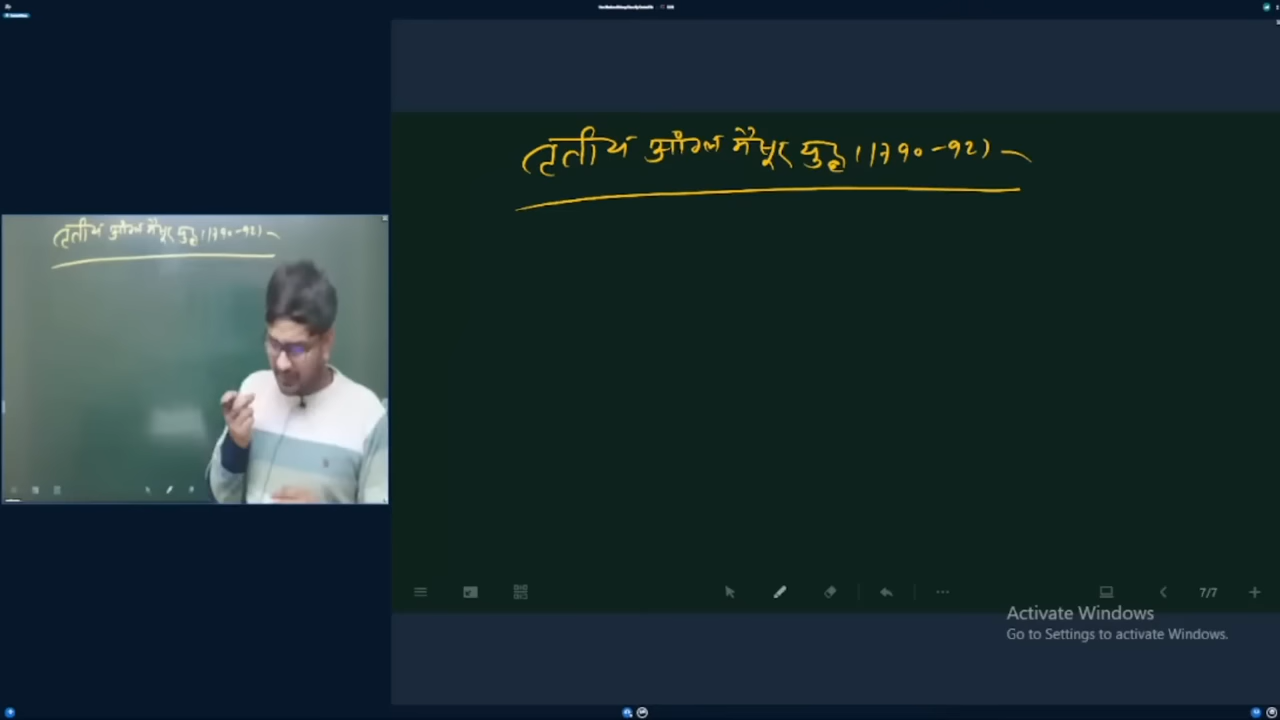 तृतीय आँग्ल मैसूर युद्ध (1790-92) -
तृतीय आँग्ल मैसूर युद्ध (1790-92) -
7/7
Activate Windows
Go to Settings to activate Windows.